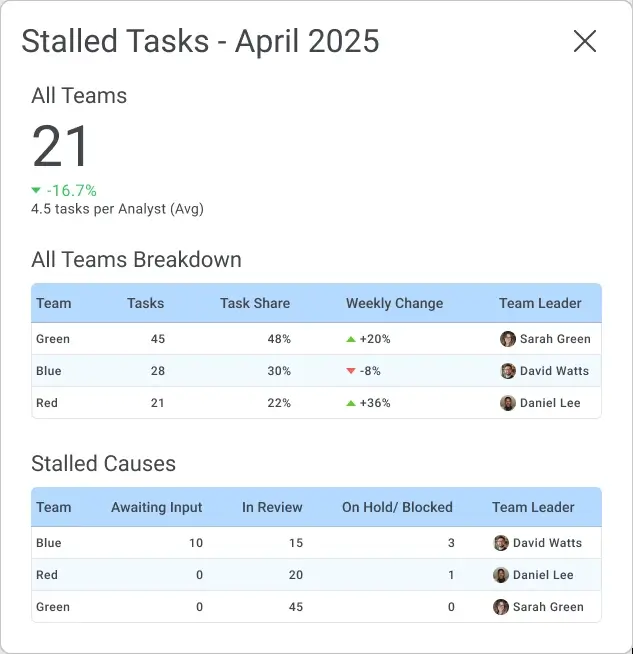 Stalled Tasks - April 2025
All Teams
21
-16.7%
4.5 tasks per Analyst (Avg)
All Teams Breakdown
Team Tasks Task Share Weekly Change Team Leader
Green 45 48% +20% Sarah Green
Blue 28 30% -8% David Watts
Red 21 22% +36% Daniel Lee
Stalled Causes
Team Awaiting Input In Review On Hold/ Blocked Team Leader
Blue 10 15 3 David Watts
Red 0 20 1 Daniel Lee
Green 0 45 0 Sarah Green